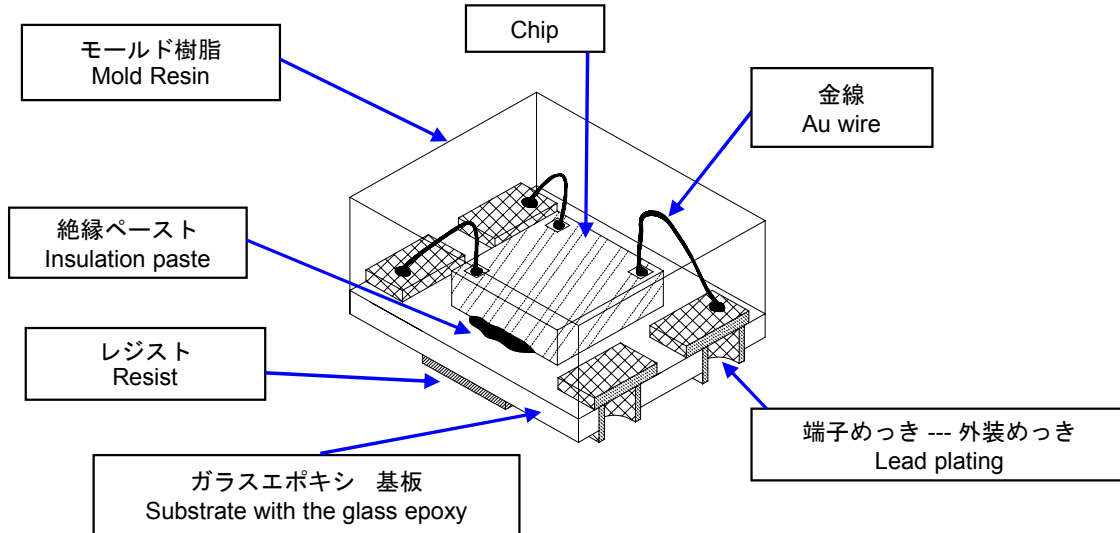 Chip
モールド樹脂
Mold Resin
金線
Au wire
絶縁ペースト
Insulation paste
レジスト
Resist
端子めっき --- 外装めっき
Lead plating
ガラスエポキシ　基板
Substrate with the glass epoxy